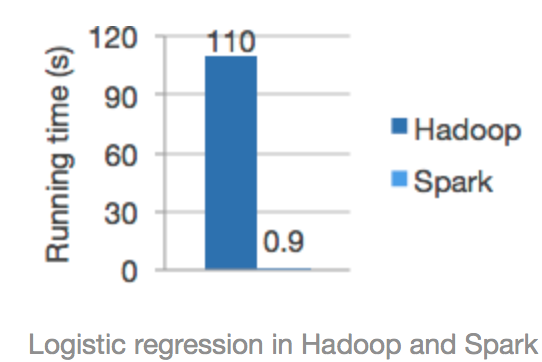 Running time (s)
120
90
60
30
0
110
0.9
Hadoop
Spark
Logistic regression in Hadoop and Spark